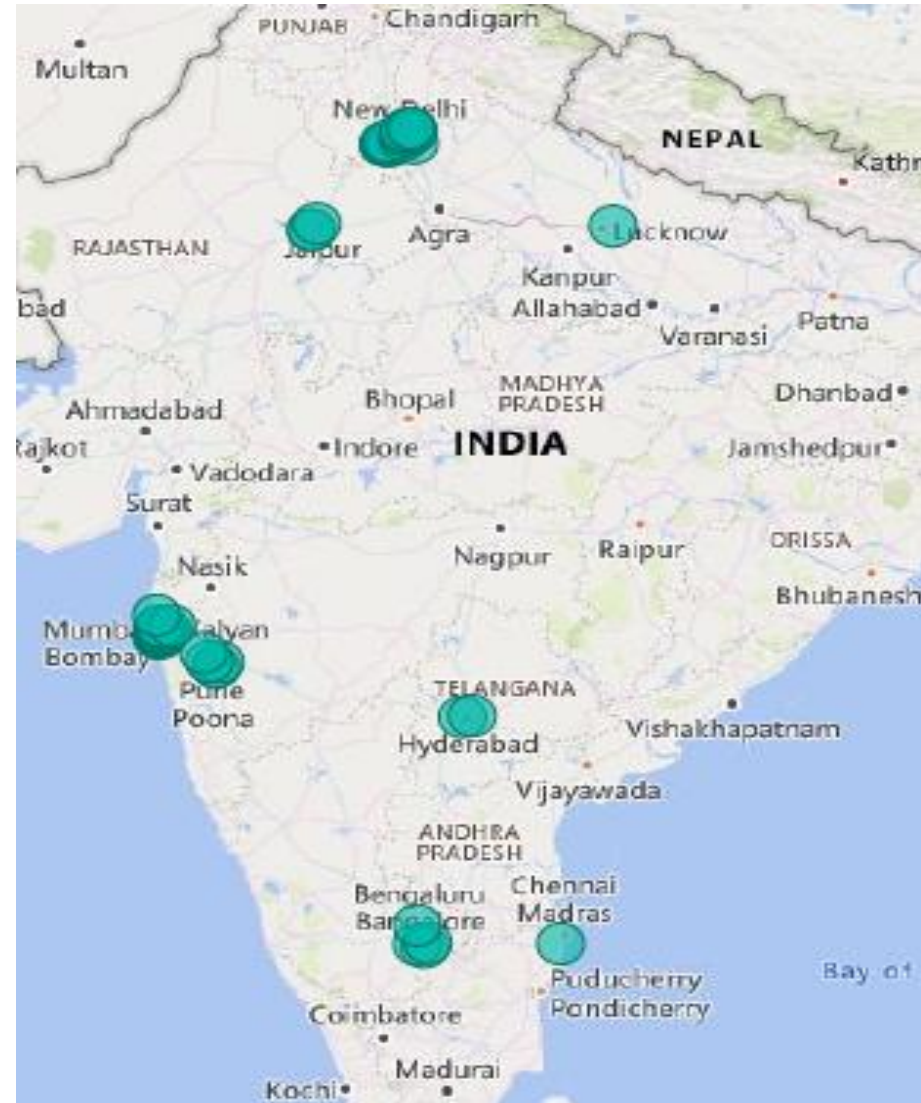 PUNJAB
Chandigarh
Multan
New Delhi
NEPAL
Kathr
RAJASTHAN
Jaipur
Agra
Lucknow
Kanpur
bad
Allahabad
Varanasi
Patna
MADHYA
PRADESH
Bhopal
Dhanbad
Ahmadabad
Rajkot
Indore
INDIA
Jamshedpur
Vadodara
Surat
Nagpur
Raipur
ORISSA
Nasik
Bhubanesh
Kalyan
Bombay
Pune
Poona
TELANGANA
Hyderabad
Vishakhapatnam
Vijayawada
ANDHRA
PRADESH
Bengaluru
Bangalore
Chennai
Madras
Bay of
Puducherry
Pondicherry
Coimbatore
Madurai
Kochi